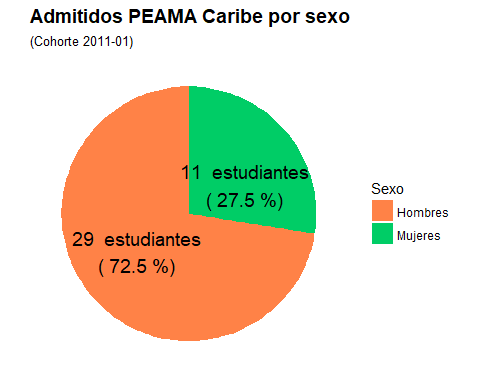 Admitidos PEAMA Caribe por sexo
(Cohorte 2011-01)
11  estudiantes
( 27.5 %)
29  estudiantes
( 72.5 %)
Sexo
Hombres
Mujeres